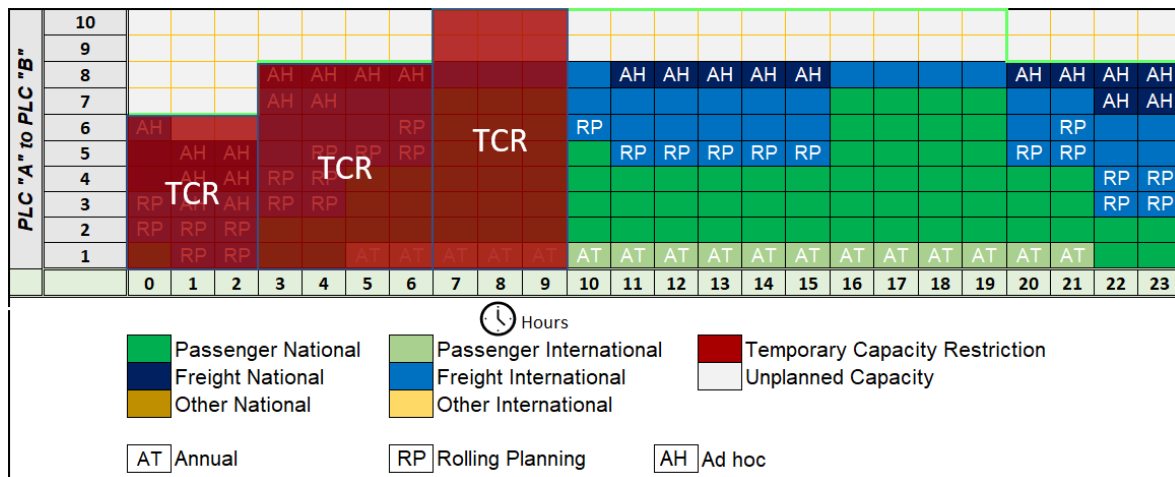 PLC "A" to PLC "B"
10
9
8 AH AH AH AH AH AH AH AH AH AH AH AH AH
7 AH AH AH AH
6 AH RP RP RP
TCR
5 AH AH RP RP RP RP RP RP RP RP RP RP
TCR
4 AH AH RP RP RP RP
TCR
3 RP AH AH RP RP RP RP
2 RP RP RP
1 RP RP AT AT AT AT AT AT AT AT AT AT AT AT AT AT AT AT AT
0 1 2 3 4 5 6 7 8 9 10 11 12 13 14 15 16 17 18 19 20 21 22 23
Hours
Passenger National Passenger International Temporary Capacity Restriction
Freight National Freight International Unplanned Capacity
Other National Other International
AT Annual RP Rolling Planning AH Ad hoc